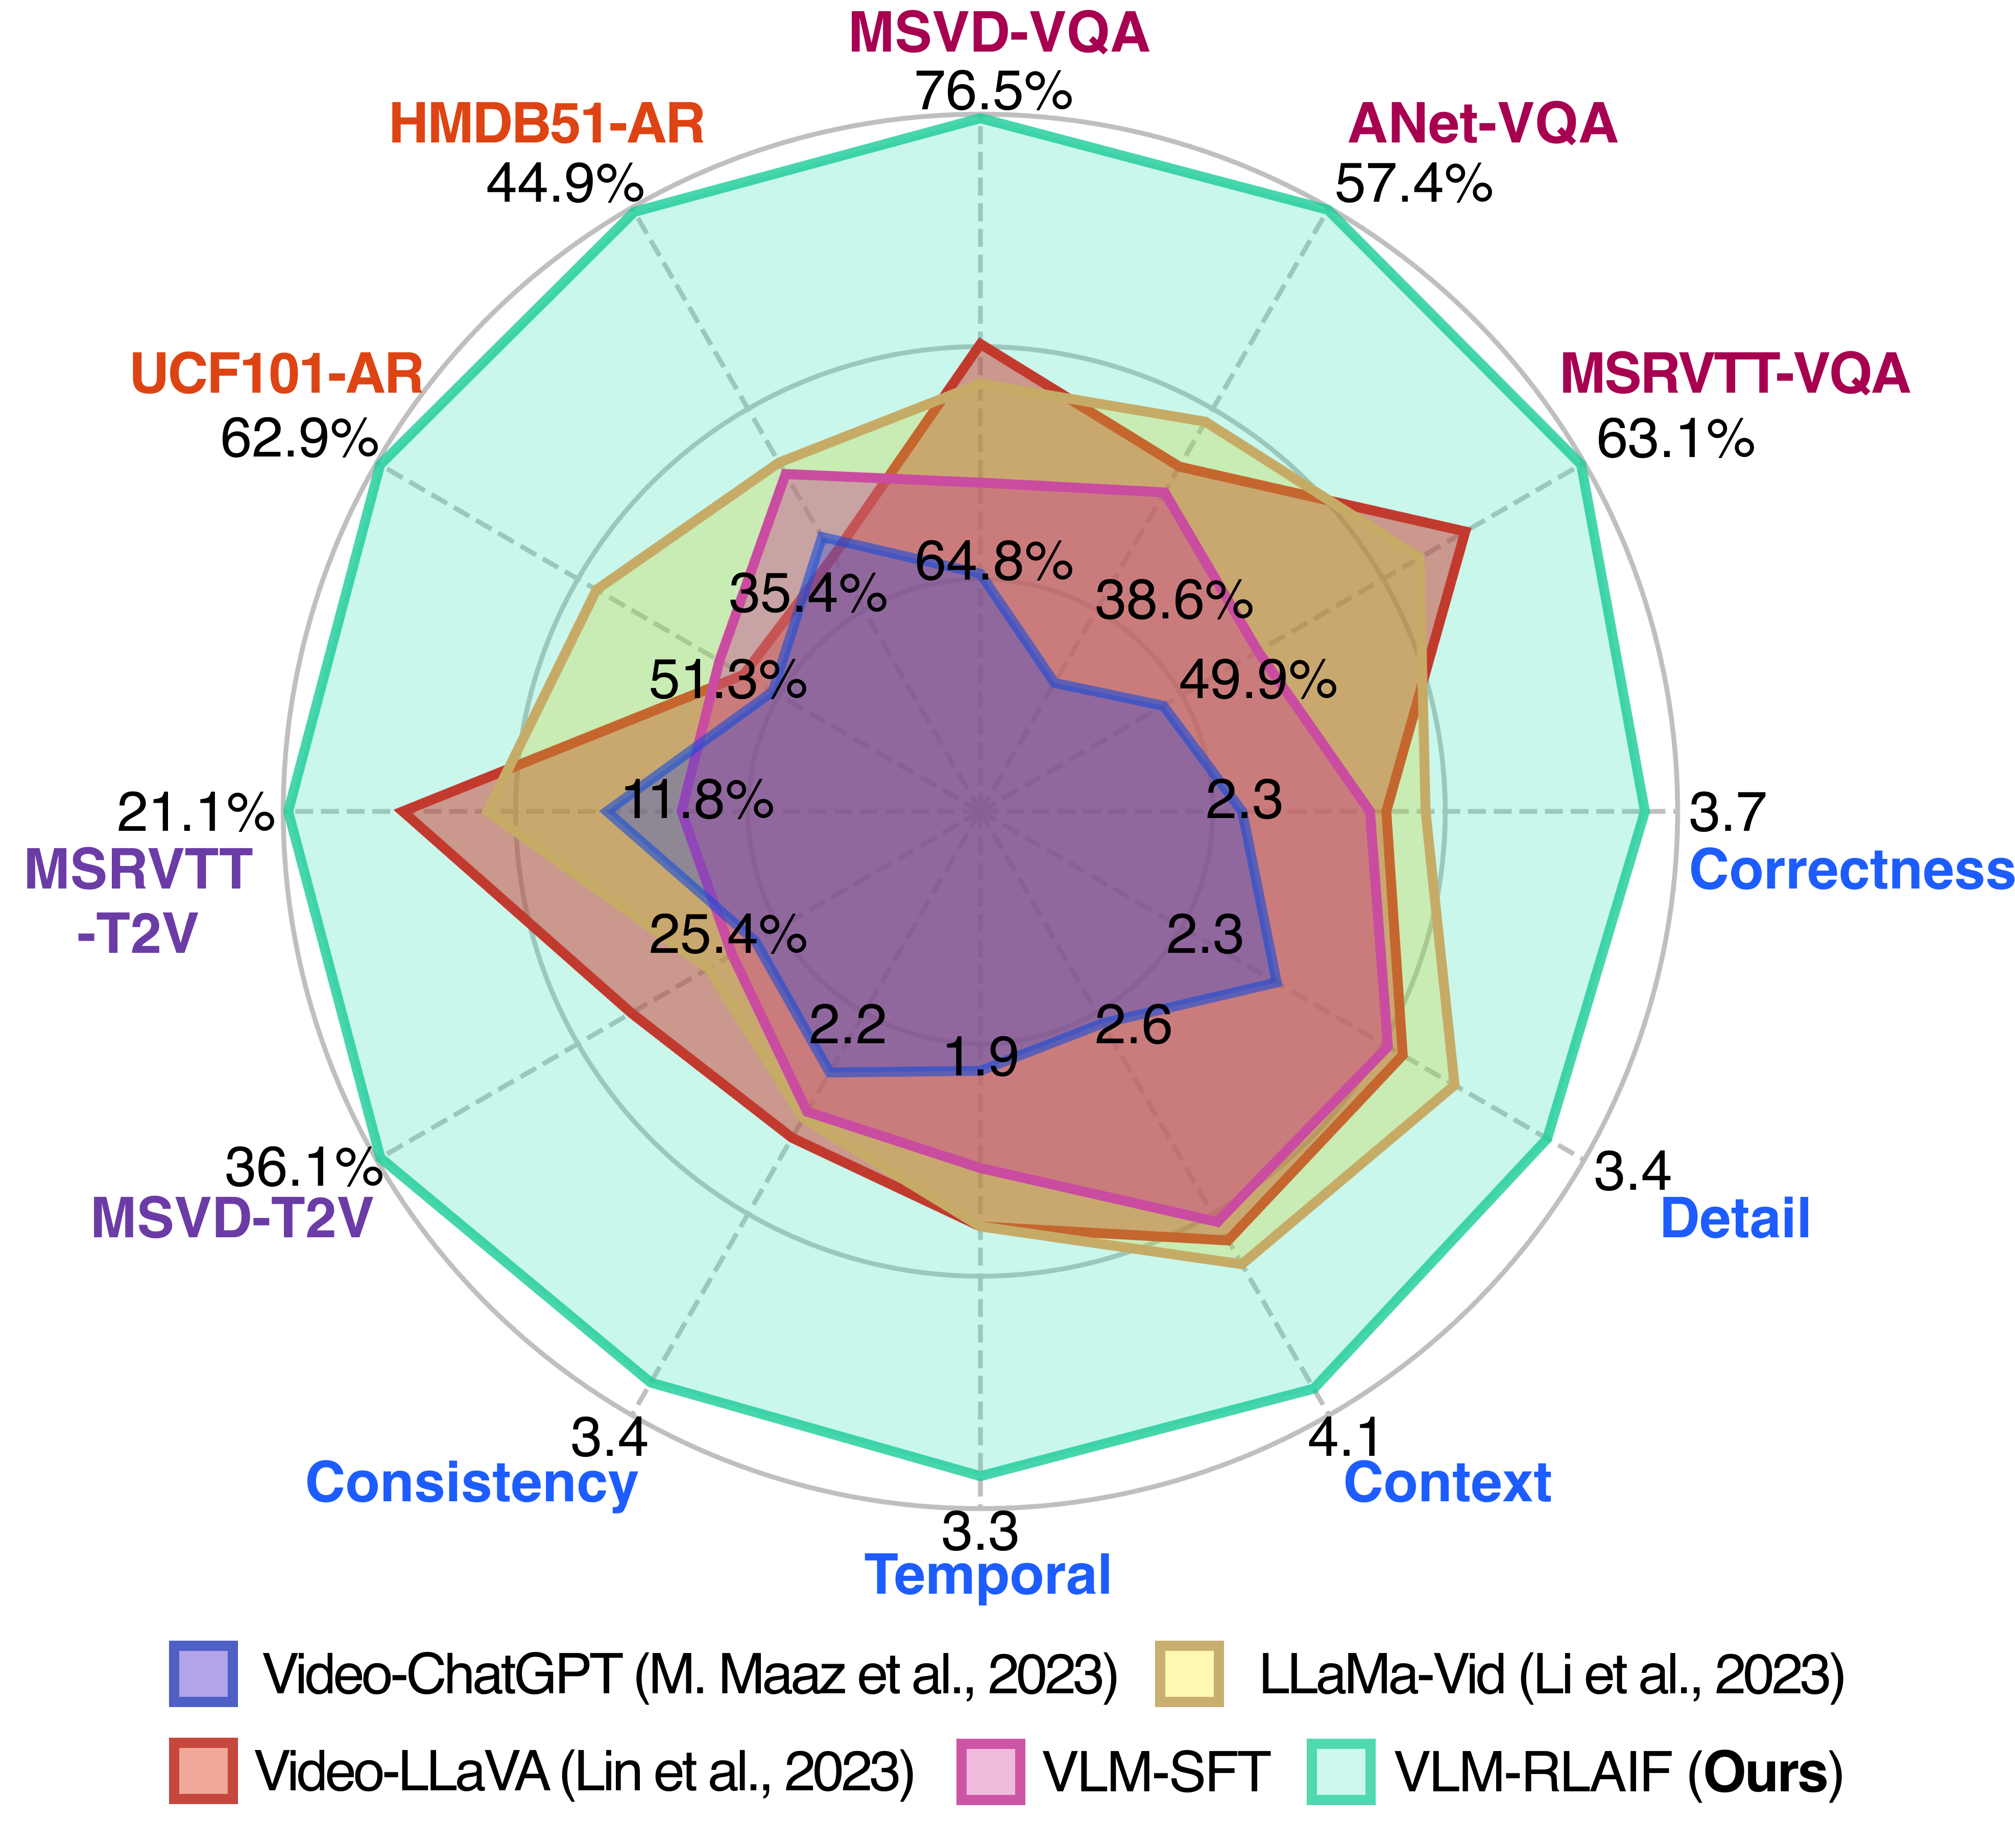 MSVD-VQA
76.5%
HMDB51-AR
44.9%
ANet-VQA
57.4%
UCF101-AR
62.9%
MSRVTT-VQA
63.1%
64.8%
35.4%
38.6%
51.3%
49.9%
21.1%
MSRVTT
-T2V
11.8%
2.3
3.7
Correctness
25.4%
2.3
2.2
1.9
2.6
36.1%
MSVD-T2V
3.4
Detail
3.4
Consistency
4.1
Context
3.3
Temporal
Video-ChatGPT (M. Maaz et al., 2023)
LLaMa-Vid (Li et al., 2023)
Video-LLaVA (Lin et al., 2023)
VLM-SFT
VLM-RLAIF (Ours)